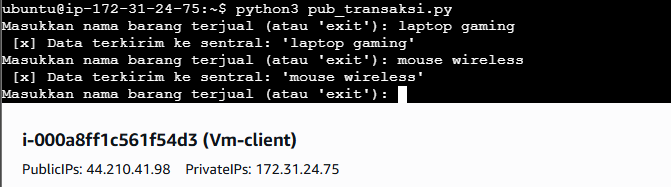 ubuntu@ip-172-31-24-75:~$ python3 pub_transaksi.py
Masukkan nama barang terjual (atau 'exit'): laptop gaming
 [x] Data terkirim ke sentral: 'laptop gaming'
Masukkan nama barang terjual (atau 'exit'): mouse wireless
 [x] Data terkirim ke sentral: 'mouse wireless'
Masukkan nama barang terjual (atau 'exit'):
i-000a8ff1c561f54d3 (Vm-client)
PublicIPs: 44.210.41.98 PrivateIPs: 172.31.24.75